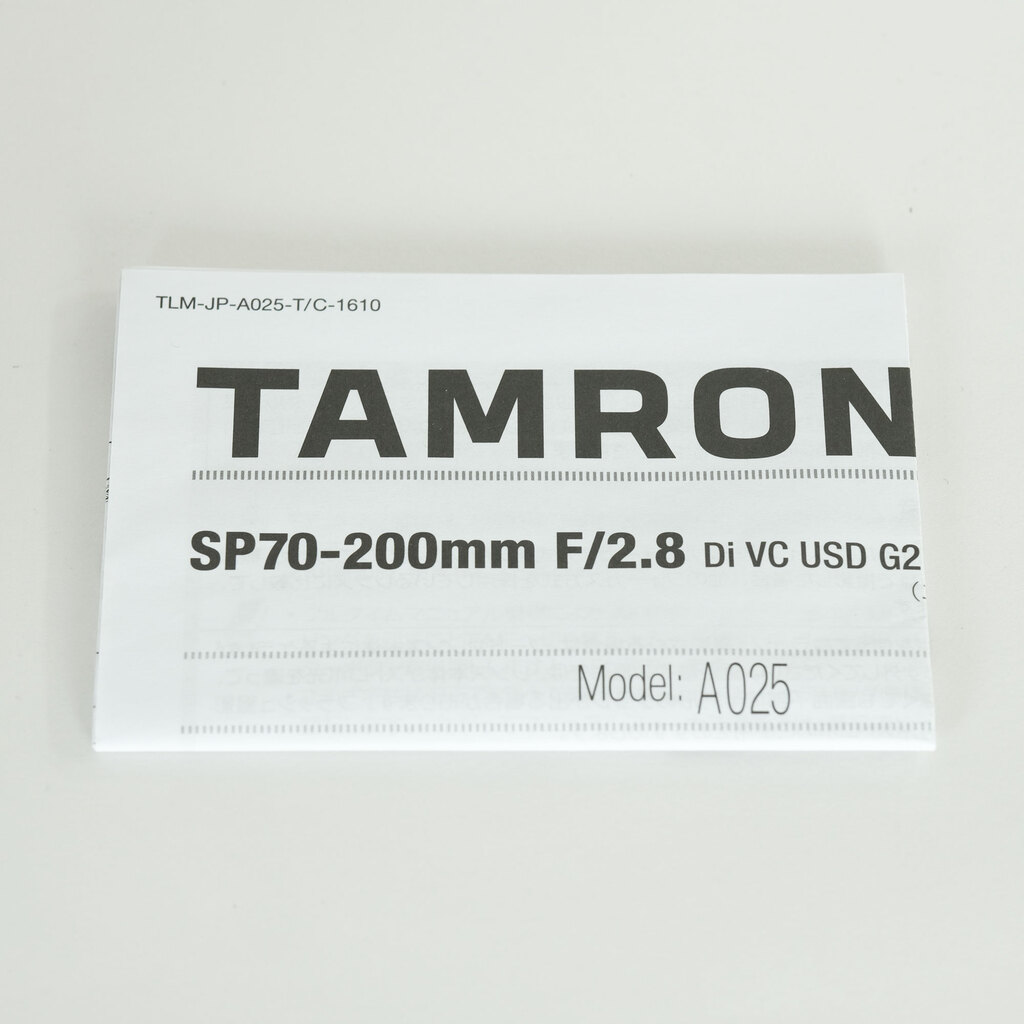 TLM-JP-A025-T/C-1610
TAMRON
SP70-200mm F/2.8 Di VC USD G2
Model: A025